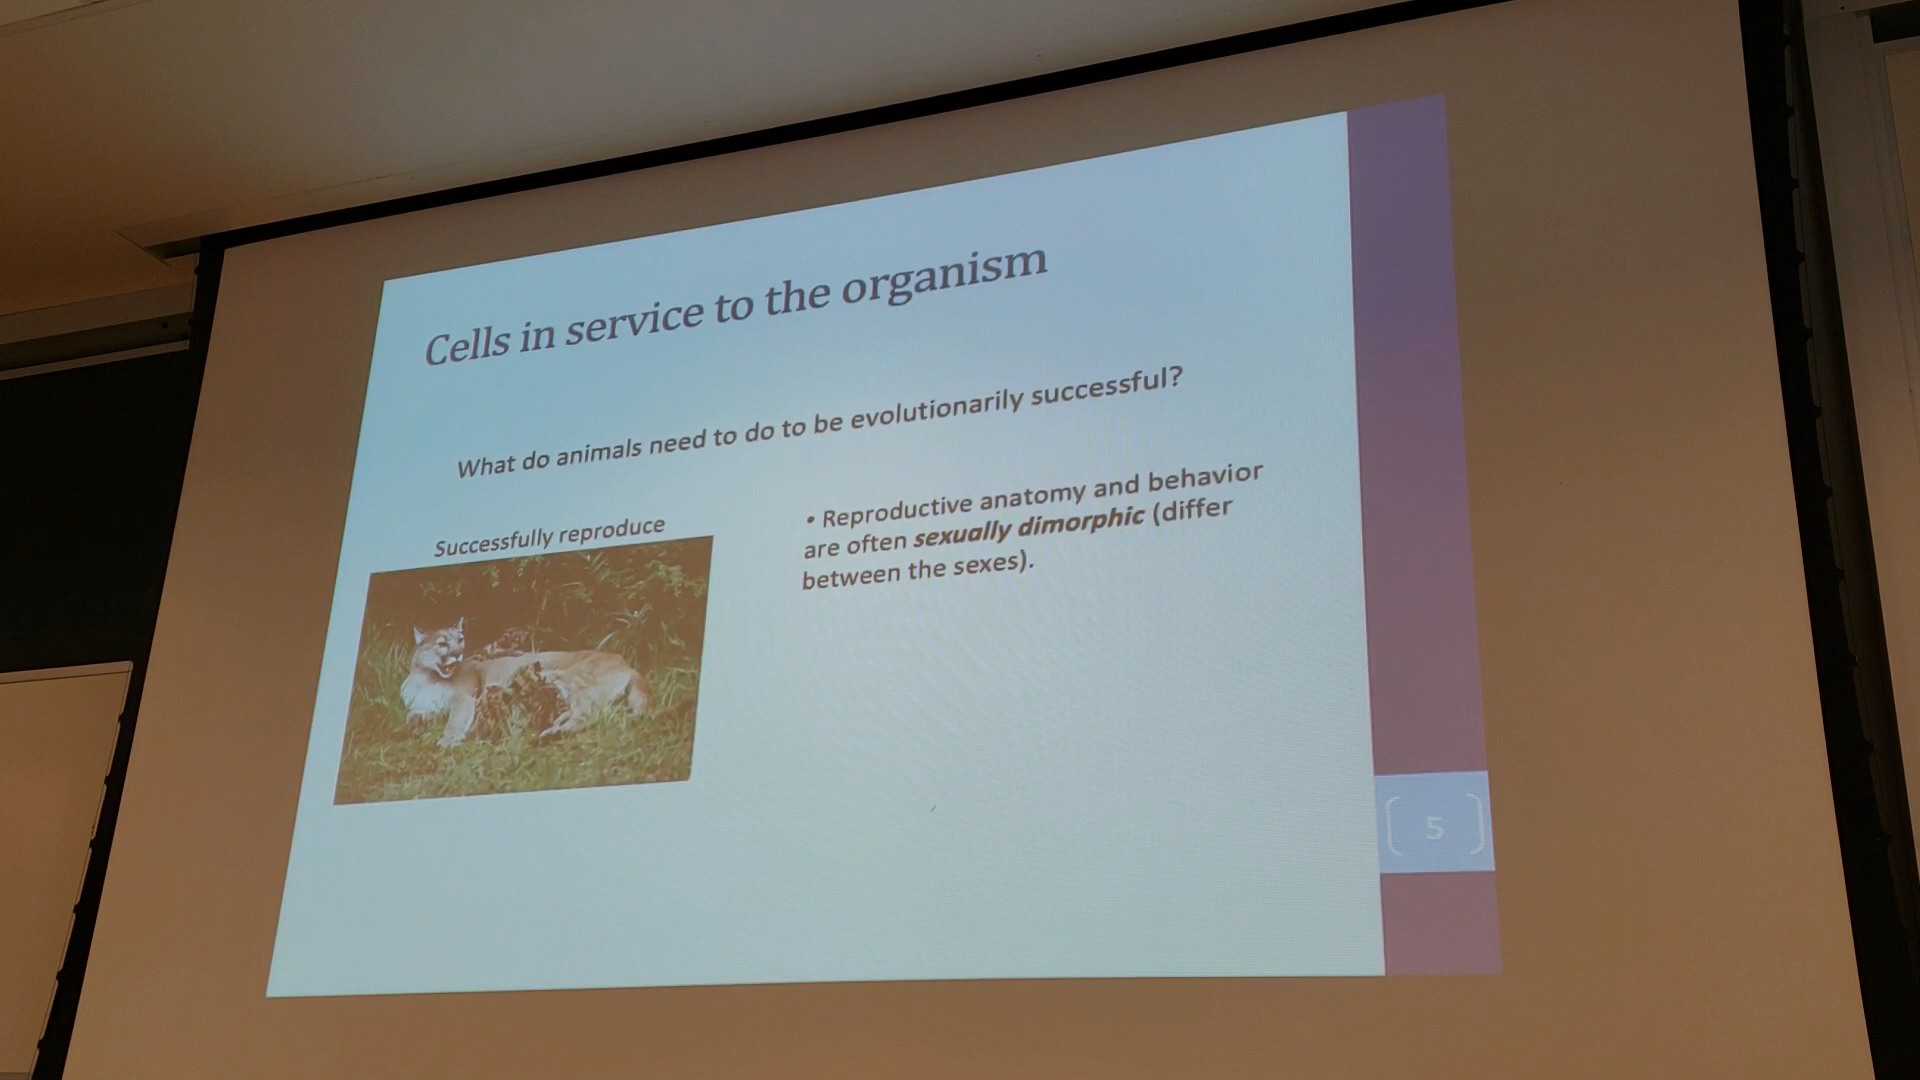 Cells in service to the organism
What do animals need to do to be evolutionarily successful?
Successfully reproduce
• Reproductive anatomy and behavior
are often sexually dimorphic (differ
between the sexes).
5